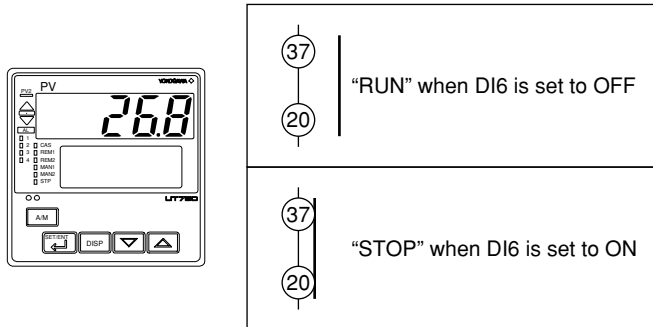 PV2
PV
YOKOGAWA
26.8
AL
1
2 CAS
3 REM1
4 REM2
MAN1
MAN2
STP
UT750
A/M
SET/ENT
DISP
37
20
“RUN” when DI6 is set to OFF
37
20
“STOP” when DI6 is set to ON